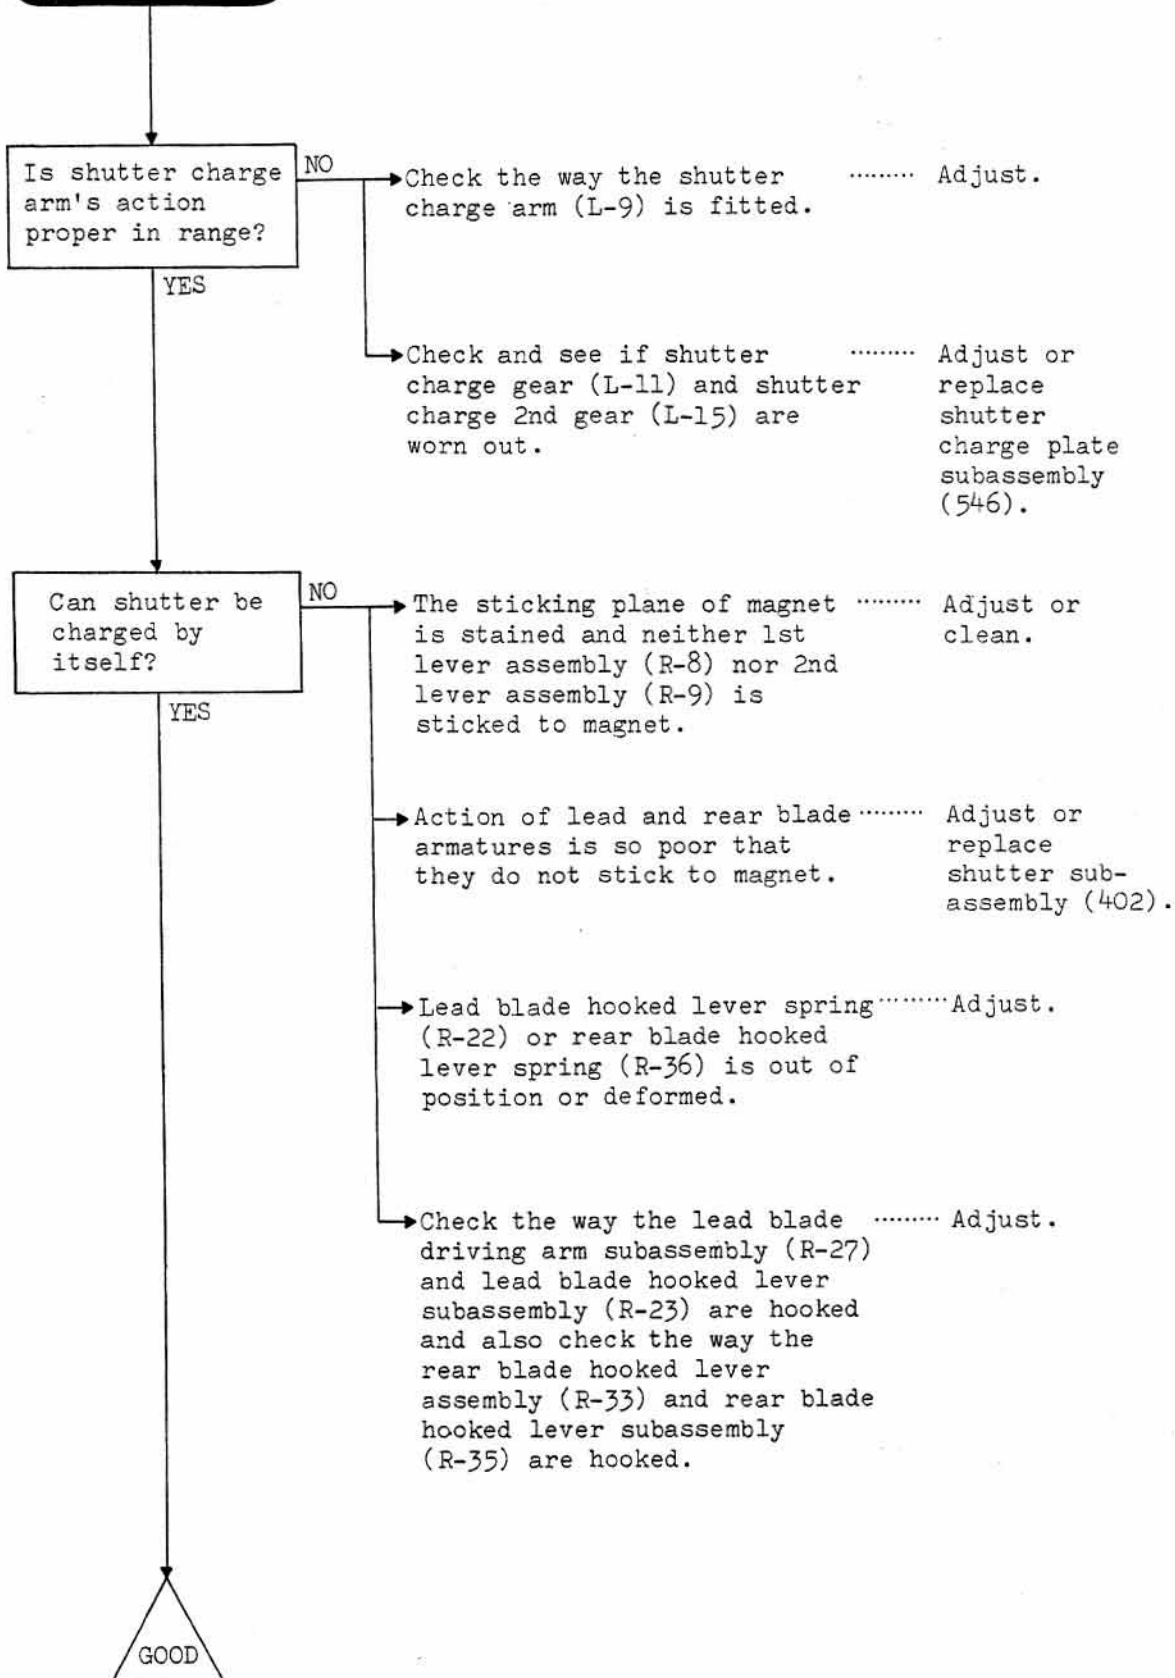 Is shutter charge
arm's action
proper in range?
NO
YES
Check the way the shutter ········· Adjust.
charge arm (L-9) is fitted.
Check and see if shutter ········· Adjust or
charge gear (L-11) and shutter replace
charge 2nd gear (L-15) are shutter
worn out. charge plate
subassembly
(546).
Can shutter be
charged by
itself?
NO
YES
The sticking plane of magnet ········· Adjust or
is stained and neither 1st clean.
lever assembly (R-8) nor 2nd
lever assembly (R-9) is
sticked to magnet.
Action of lead and rear blade ········· Adjust or
armatures is so poor that replace
they do not stick to magnet. shutter sub-
assembly (402).
Lead blade hooked lever spring ········· Adjust.
(R-22) or rear blade hooked
lever spring (R-36) is out of
position or deformed.
Check the way the lead blade ········· Adjust.
driving arm subassembly (R-27)
and lead blade hooked lever
subassembly (R-23) are hooked
and also check the way the
rear blade hooked lever
assembly (R-33) and rear blade
hooked lever subassembly
(R-35) are hooked.
GOOD